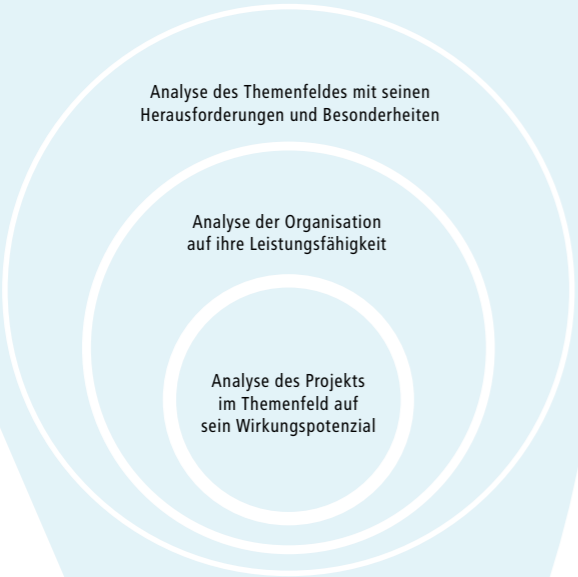 Analyse des Themenfeldes mit seinen
Herausforderungen und Besonderheiten
Analyse der Organisation
auf ihre Leistungsfähigkeit
Analyse des Projekts
im Themenfeld auf
sein Wirkungspotenzial